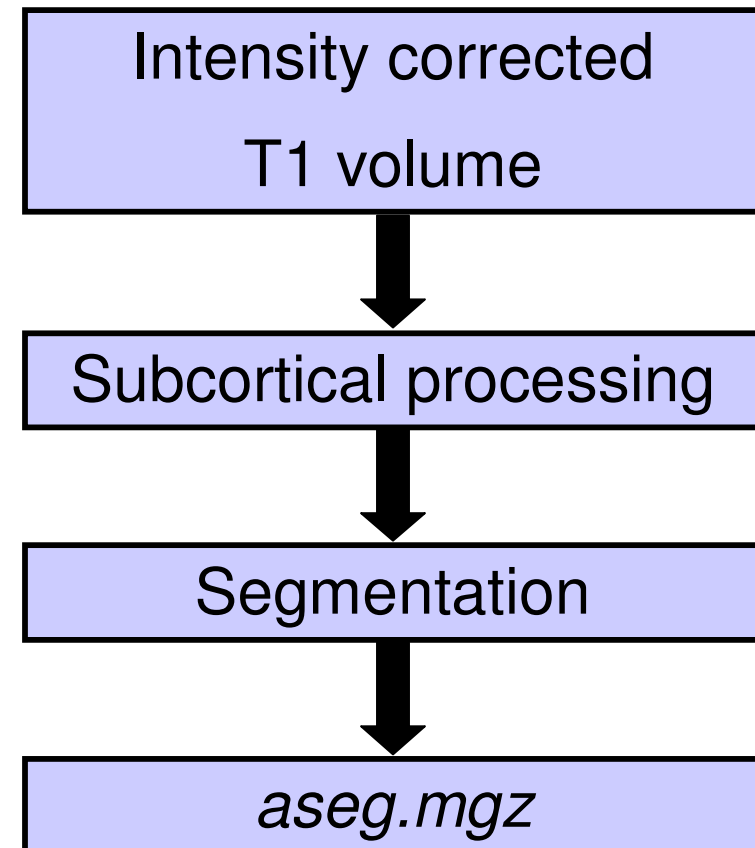 Intensity corrected
T1 volume
Subcortical processing
Segmentation
aseg.mgz